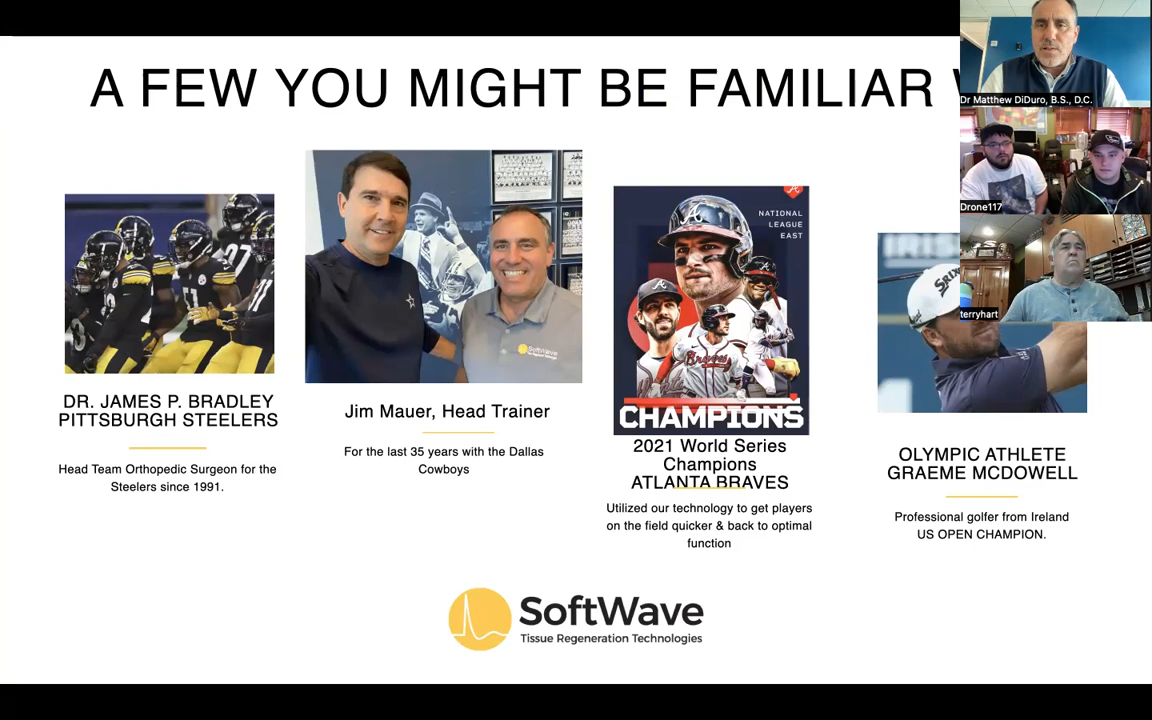 A FEW YOU MIGHT BE FAMILIAR
Dr Matthew DiDuro, B.S., D.C.
Drone117
terryhart
NATIONAL
LEAGUE
EAST
A
A
Braves
CHAMPIONS
SoftWave
SRIX
DR. JAMES P. BRADLEY
PITTSBURGH STEELERS
Head Team Orthopedic Surgeon for the
Steelers since 1991.
Jim Mauer, Head Trainer
For the last 35 years with the Dallas
Cowboys
2021 World Series
Champions
ATLANTA BRAVES
Utilized our technology to get players
on the field quicker & back to optimal
function
OLYMPIC ATHLETE
GRAEME MCDOWELL
Professional golfer from Ireland
US OPEN CHAMPION.
SoftWave
Tissue Regeneration Technologies